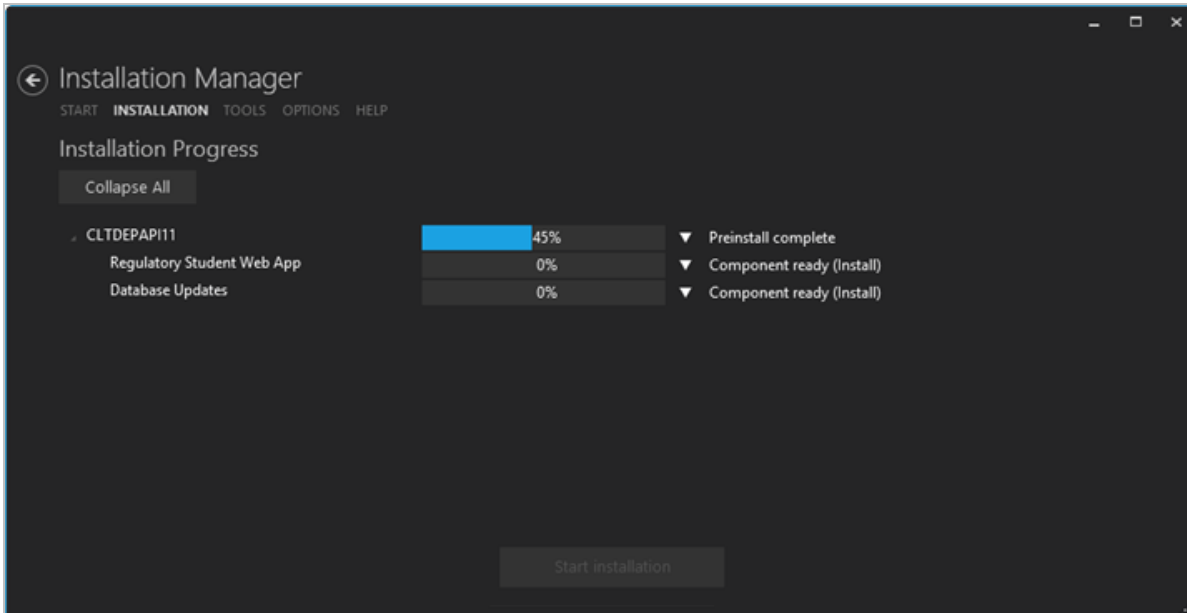 Installation Manager
START INSTALLATION TOOLS OPTIONS HELP
Installation Progress
Collapse All
CLTDEPAPI11 45% Preinstall complete
Regulatory Student Web App 0% Component ready (Install)
Database Updates 0% Component ready (Install)
Start installation